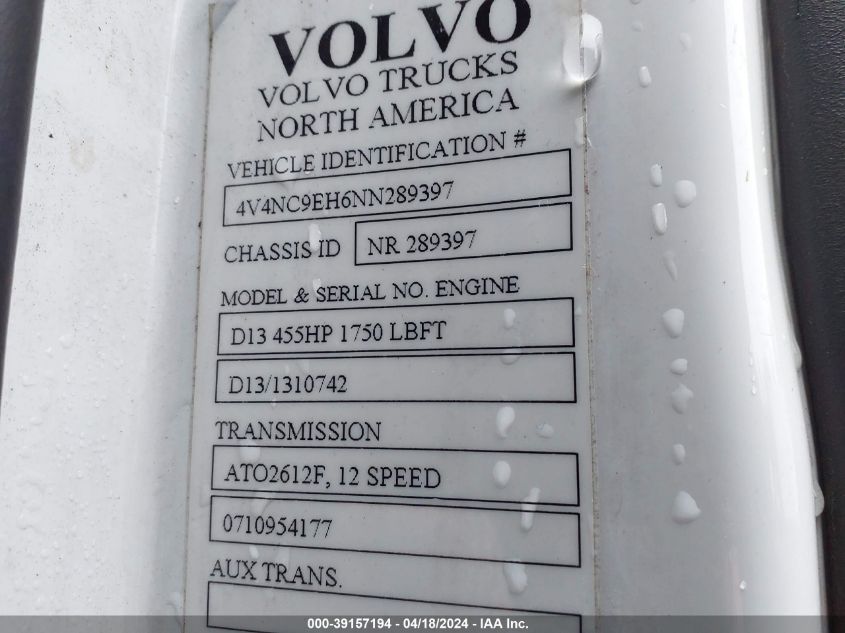 VOLVO
VOLVO TRUCKS
NORTH AMERICA
VEHICLE IDENTIFICATION #
4V4NC9EH6NN289397
CHASSIS ID NR 289397
MODEL & SERIAL NO. ENGINE
D13 455HP 1750 LBFT
D13/1310742
TRANSMISSION
ATO2612F, 12 SPEED
0710954177
AUX TRANS.
000-39157194 - 04/18/2024 - IAA Inc.